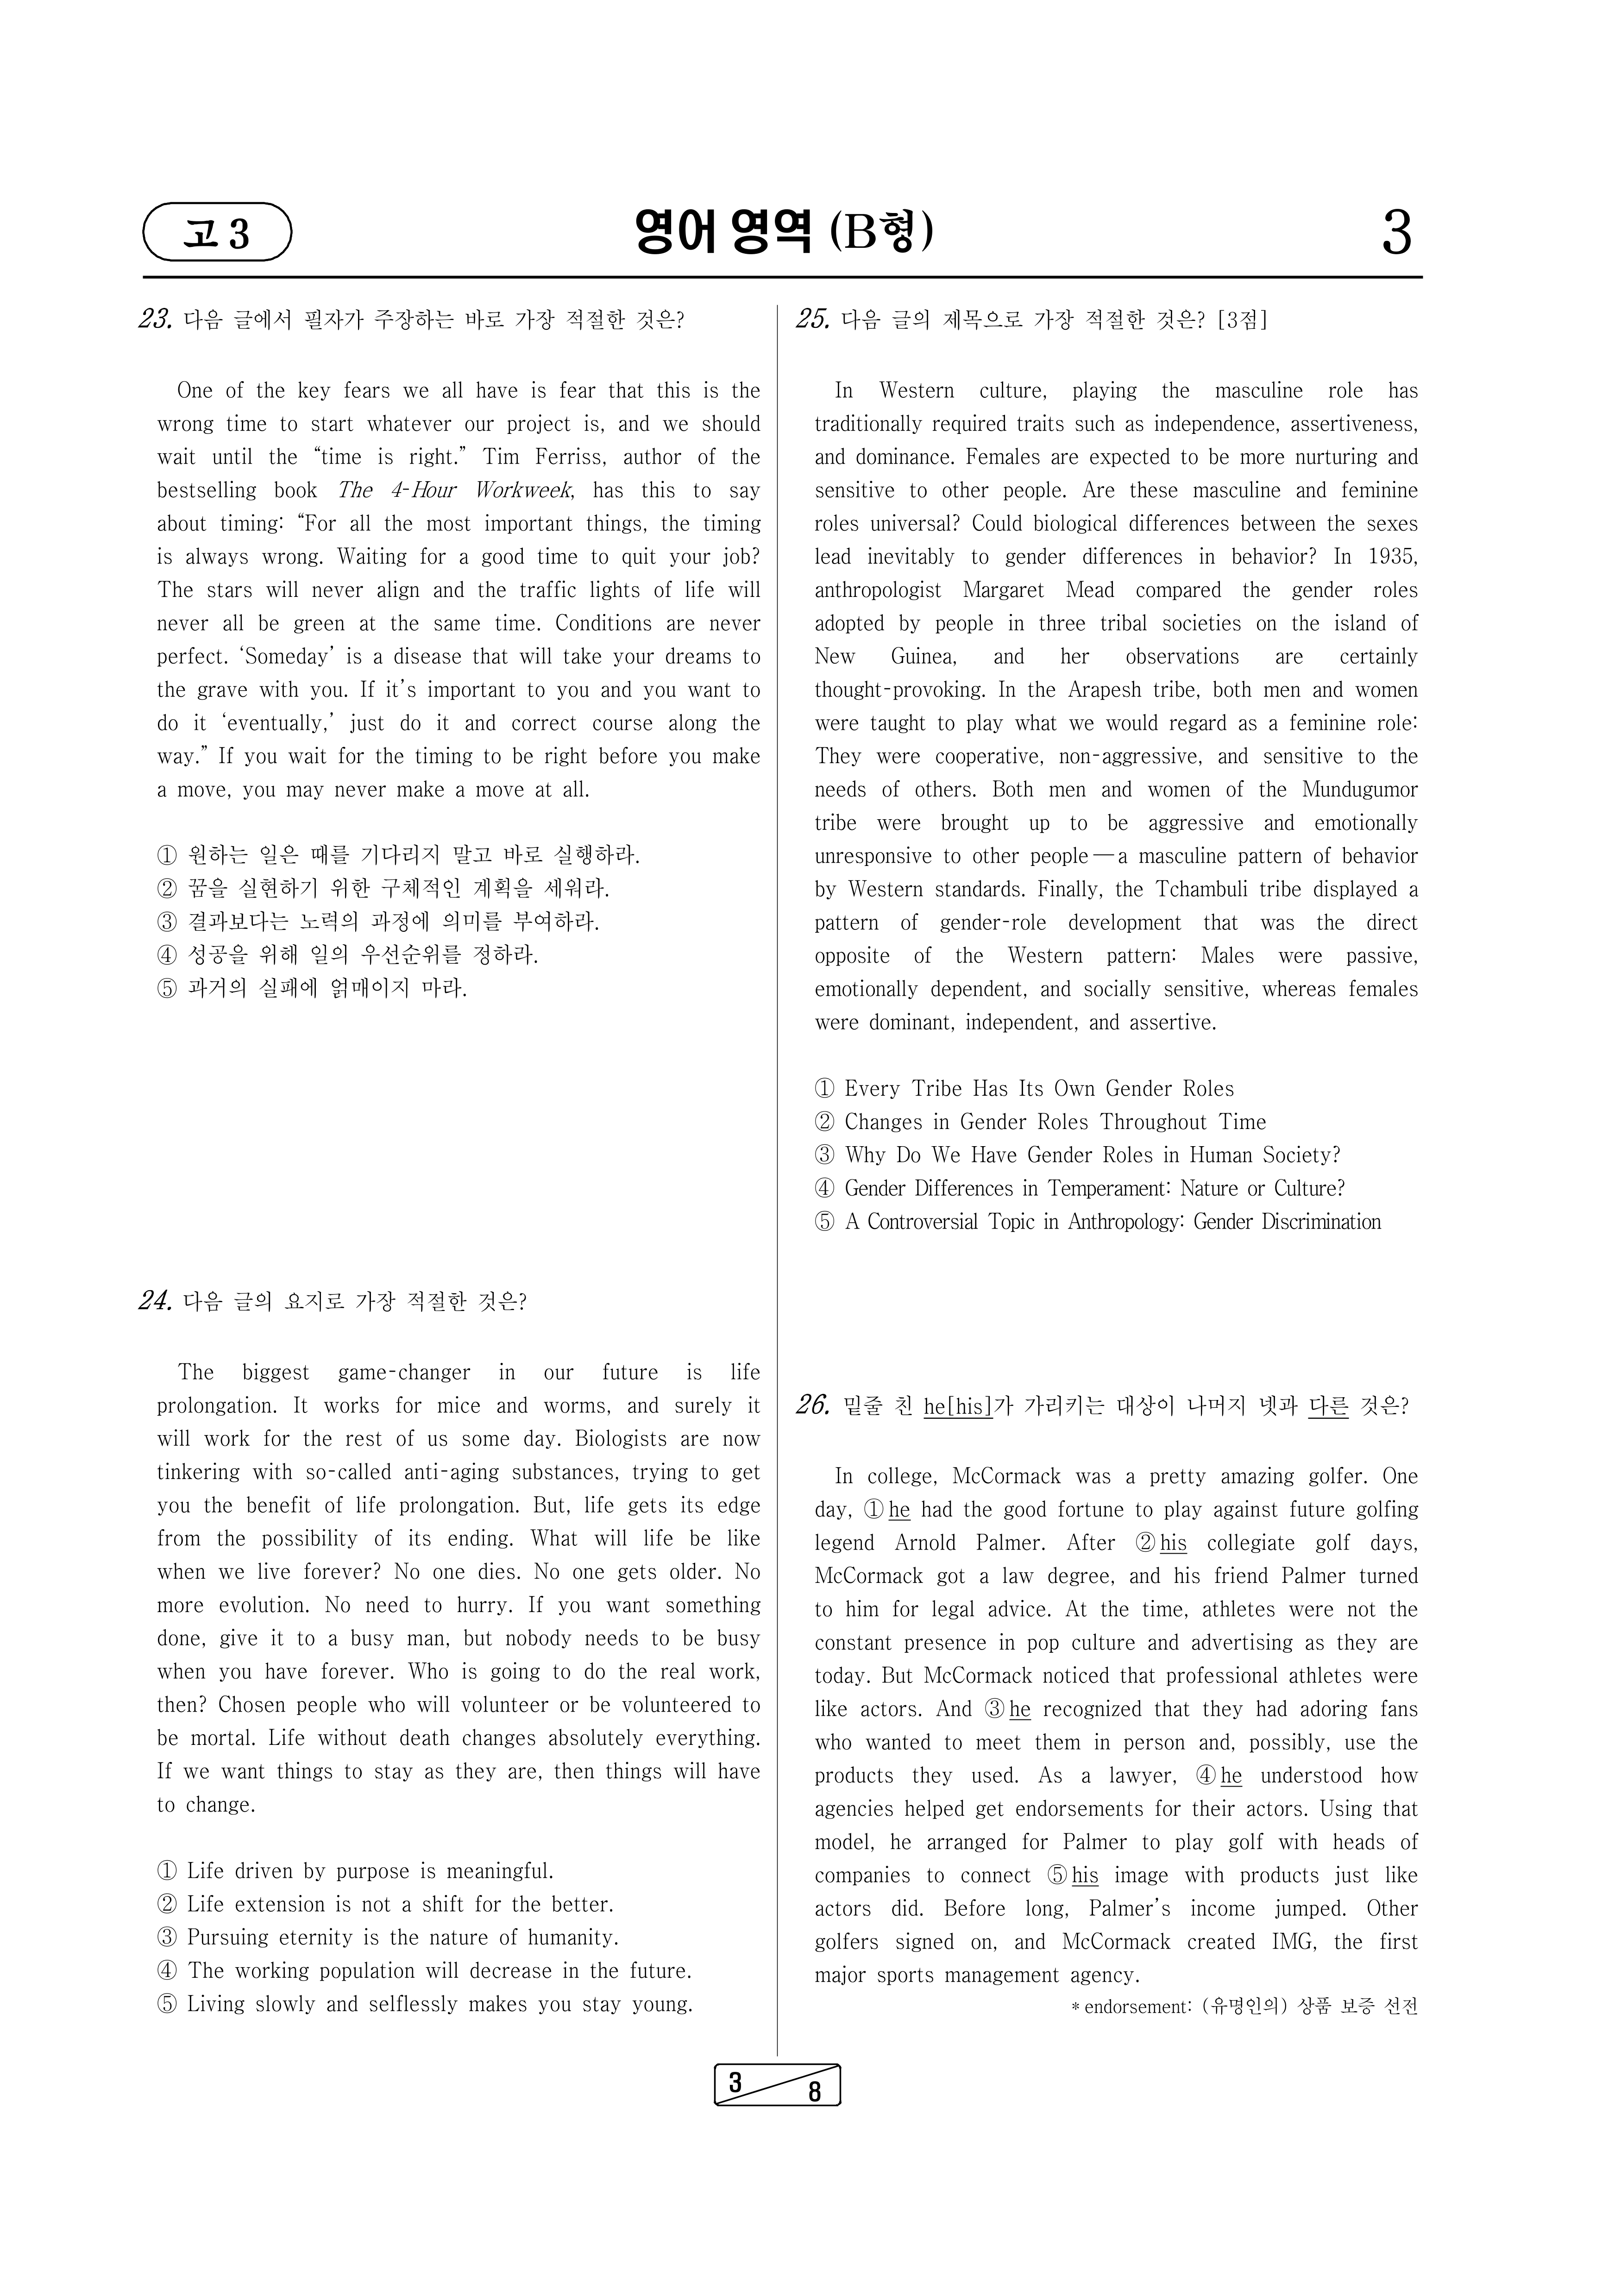 고 3
영어 영역 (B형)
3
23. 다음 글에서 필자가 주장하는 바로 가장 적절한 것은?
One of the key fears we all have is fear that this is the
wrong time to start whatever our project is, and we should
wait until the “time is right.” Tim Ferriss, author of the
bestselling book The 4-Hour Workweek, has this to say
about timing: “For all the most important things, the timing
is always wrong. Waiting for a good time to quit your job?
The stars will never align and the traffic lights of life will
never all be green at the same time. Conditions are never
perfect. ‘Someday’ is a disease that will take your dreams to
the grave with you. If it’s important to you and you want to
do it ‘eventually,’ just do it and correct course along the
way.” If you wait for the timing to be right before you make
a move, you may never make a move at all.
① 원하는 일은 때를 기다리지 말고 바로 실행하라.
② 꿈을 실현하기 위한 구체적인 계획을 세워라.
③ 결과보다는 노력의 과정에 의미를 부여하라.
④ 성공을 위해 일의 우선순위를 정하라.
⑤ 과거의 실패에 얽매이지 마라.
24. 다음 글의 요지로 가장 적절한 것은?
The biggest game-changer in our future is life
prolongation. It works for mice and worms, and surely it
will work for the rest of us some day. Biologists are now
tinkering with so-called anti-aging substances, trying to get
you the benefit of life prolongation. But, life gets its edge
from the possibility of its ending. What will life be like
when we live forever? No one dies. No one gets older. No
more evolution. No need to hurry. If you want something
done, give it to a busy man, but nobody needs to be busy
when you have forever. Who is going to do the real work,
then? Chosen people who will volunteer or be volunteered to
be mortal. Life without death changes absolutely everything.
If we want things to stay as they are, then things will have
to change.
① Life driven by purpose is meaningful.
② Life extension is not a shift for the better.
③ Pursuing eternity is the nature of humanity.
④ The working population will decrease in the future.
⑤ Living slowly and selflessly makes you stay young.
25. 다음 글의 제목으로 가장 적절한 것은? [3점]
In Western culture, playing the masculine role has
traditionally required traits such as independence, assertiveness,
and dominance. Females are expected to be more nurturing and
sensitive to other people. Are these masculine and feminine
roles universal? Could biological differences between the sexes
lead inevitably to gender differences in behavior? In 1935,
anthropologist Margaret Mead compared the gender roles
adopted by people in three tribal societies on the island of
New Guinea, and her observations are certainly
thought-provoking. In the Arapesh tribe, both men and women
were taught to play what we would regard as a feminine role:
They were cooperative, non-aggressive, and sensitive to the
needs of others. Both men and women of the Mundugumor
tribe were brought up to be aggressive and emotionally
unresponsive to other people — a masculine pattern of behavior
by Western standards. Finally, the Tchambuli tribe displayed a
pattern of gender-role development that was the direct
opposite of the Western pattern: Males were passive,
emotionally dependent, and socially sensitive, whereas females
were dominant, independent, and assertive.
① Every Tribe Has Its Own Gender Roles
② Changes in Gender Roles Throughout Time
③ Why Do We Have Gender Roles in Human Society?
④ Gender Differences in Temperament: Nature or Culture?
⑤ A Controversial Topic in Anthropology: Gender Discrimination
26. 밑줄 친 he[his]가 가리키는 대상이 나머지 넷과 다른 것은?
In college, McCormack was a pretty amazing golfer. One
day, ① he had the good fortune to play against future golfing
legend Arnold Palmer. After ② his collegiate golf days,
McCormack got a law degree, and his friend Palmer turned
to him for legal advice. At the time, athletes were not the
constant presence in pop culture and advertising as they are
today. But McCormack noticed that professional athletes were
like actors. And ③ he recognized that they had adoring fans
who wanted to meet them in person and, possibly, use the
products they used. As a lawyer, ④ he understood how
agencies helped get endorsements for their actors. Using that
model, he arranged for Palmer to play golf with heads of
companies to connect ⑤ his image with products just like
actors did. Before long, Palmer’s income jumped. Other
golfers signed on, and McCormack created IMG, the first
major sports management agency.
* endorsement: (유명인의) 상품 보증 선전
3
8